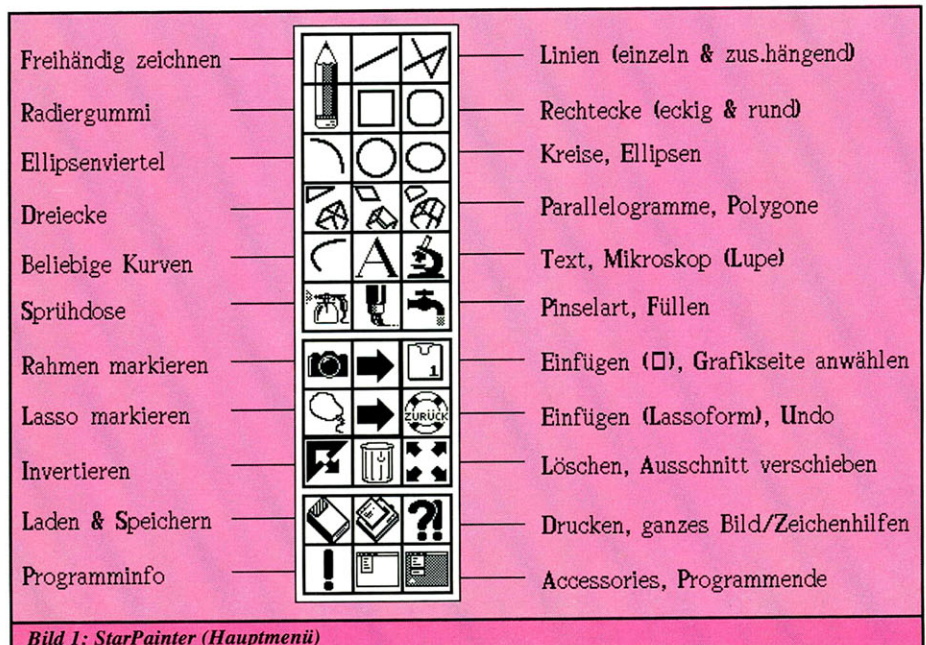 Freihändig zeichnen
Linien (einzeln & zus.hängend)
Radiergummi
Rechtecke (eckig & rund)
Ellipsenviertel
Kreise, Ellipsen
Dreiecke
Parallelogramme, Polygone
Beliebige Kurven
A
Text, Mikroskop (Lupe)
Sprühdose
Pinselart, Füllen
Rahmen markieren
1
Einfügen (□), Grafikseite anwählen
Lasso markieren
ZURÜCK
Einfügen (Lassoform), Undo
Invertieren
Löschen, Ausschnitt verschieben
Laden & Speichern
?!
Drucken, ganzes Bild/Zeichenhilfen
Programminfo
!
Accessories, Programmende
Bild 1: StarPainter (Hauptmenü)